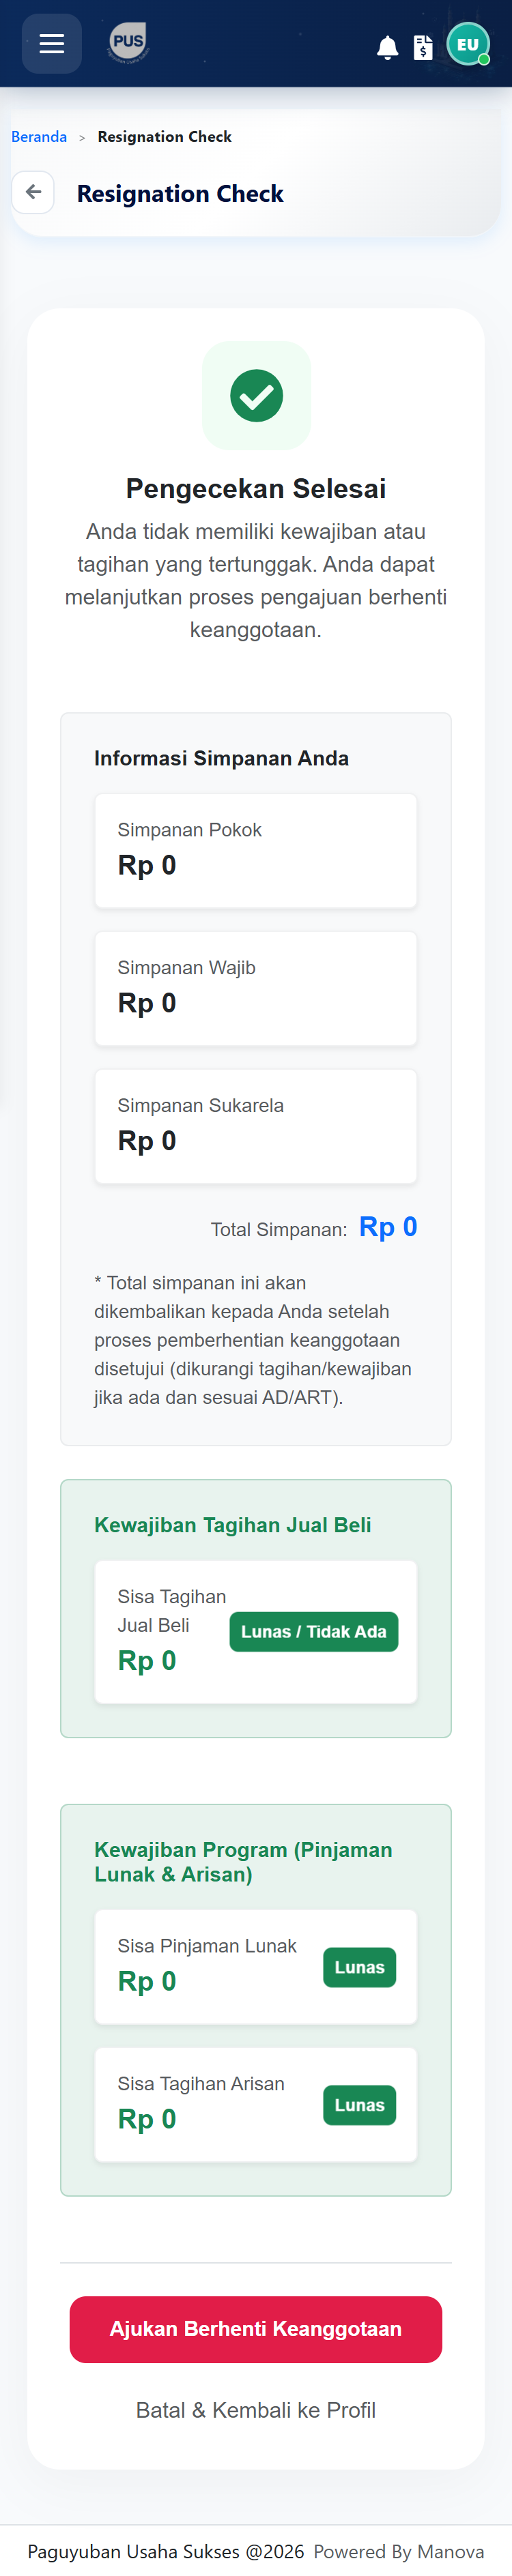 PUS
EU
Beranda > Resignation Check
Resignation Check
Pengecekan Selesai
Anda tidak memiliki kewajiban atau
tagihan yang tertunggak. Anda dapat
melanjutkan proses pengajuan berhenti
keanggotaan.
Informasi Simpanan Anda
Simpanan Pokok
Rp 0
Simpanan Wajib
Rp 0
Simpanan Sukarela
Rp 0
Total Simpanan: Rp 0
* Total simpanan ini akan
dikembalikan kepada Anda setelah
proses pemberhentian keanggotaan
disetujui (dikurangi tagihan/kewajiban
jika ada dan sesuai AD/ART).
Kewajiban Tagihan Jual Beli
Sisa Tagihan
Jual Beli
Rp 0
Lunas / Tidak Ada
Kewajiban Program (Pinjaman
Lunak & Arisan)
Sisa Pinjaman Lunak
Rp 0
Lunas
Sisa Tagihan Arisan
Rp 0
Lunas
Ajukan Berhenti Keanggotaan
Batal & Kembali ke Profil
Paguyuban Usaha Sukses @2026 Powered By Manova